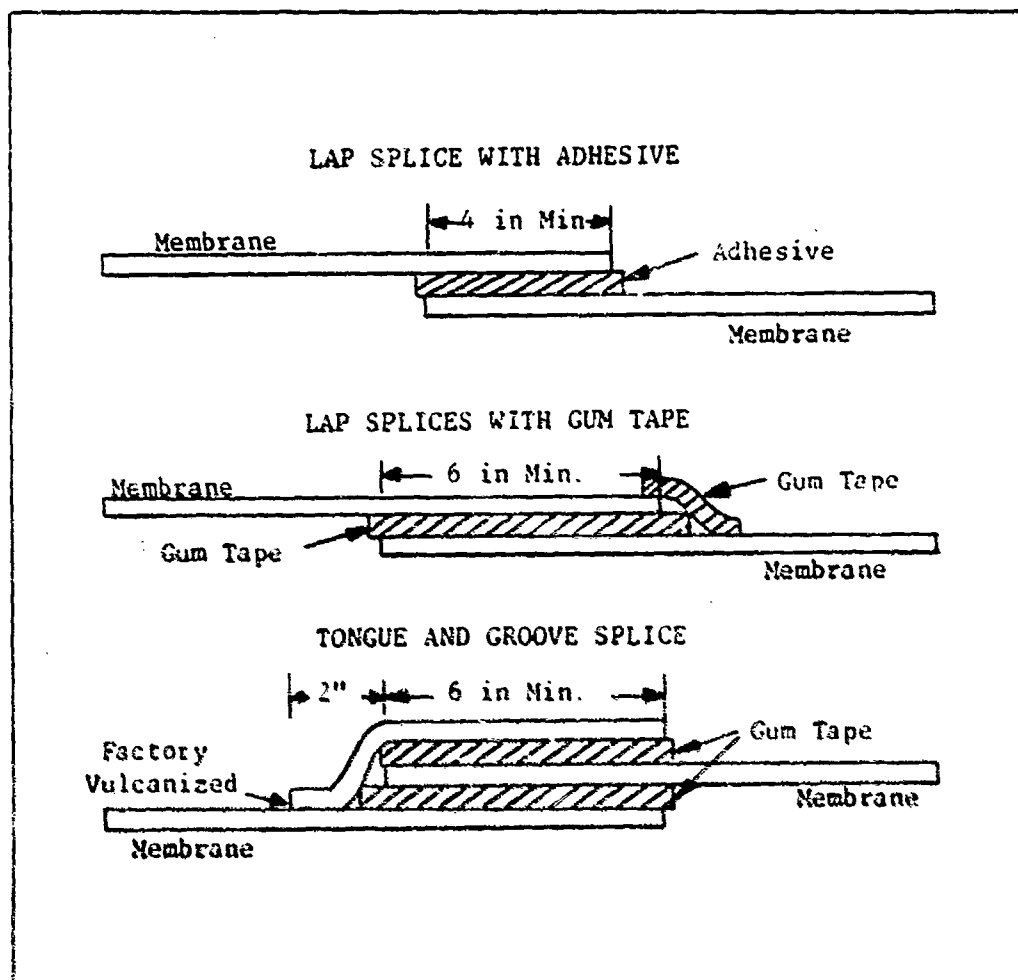 LAP SPLICE WITH ADHESIVE
4 in Min
Membrane
Adhesive
Membrane
LAP SPLICES WITH GUM TAPE
6 in Min.
Gum Tape
Membrane
Gum Tape
Membrane
TONGUE AND GROOVE SPLICE
2" 6 in Min.
Gum Tape
Factory
Vulcanized
Membrane
Membrane